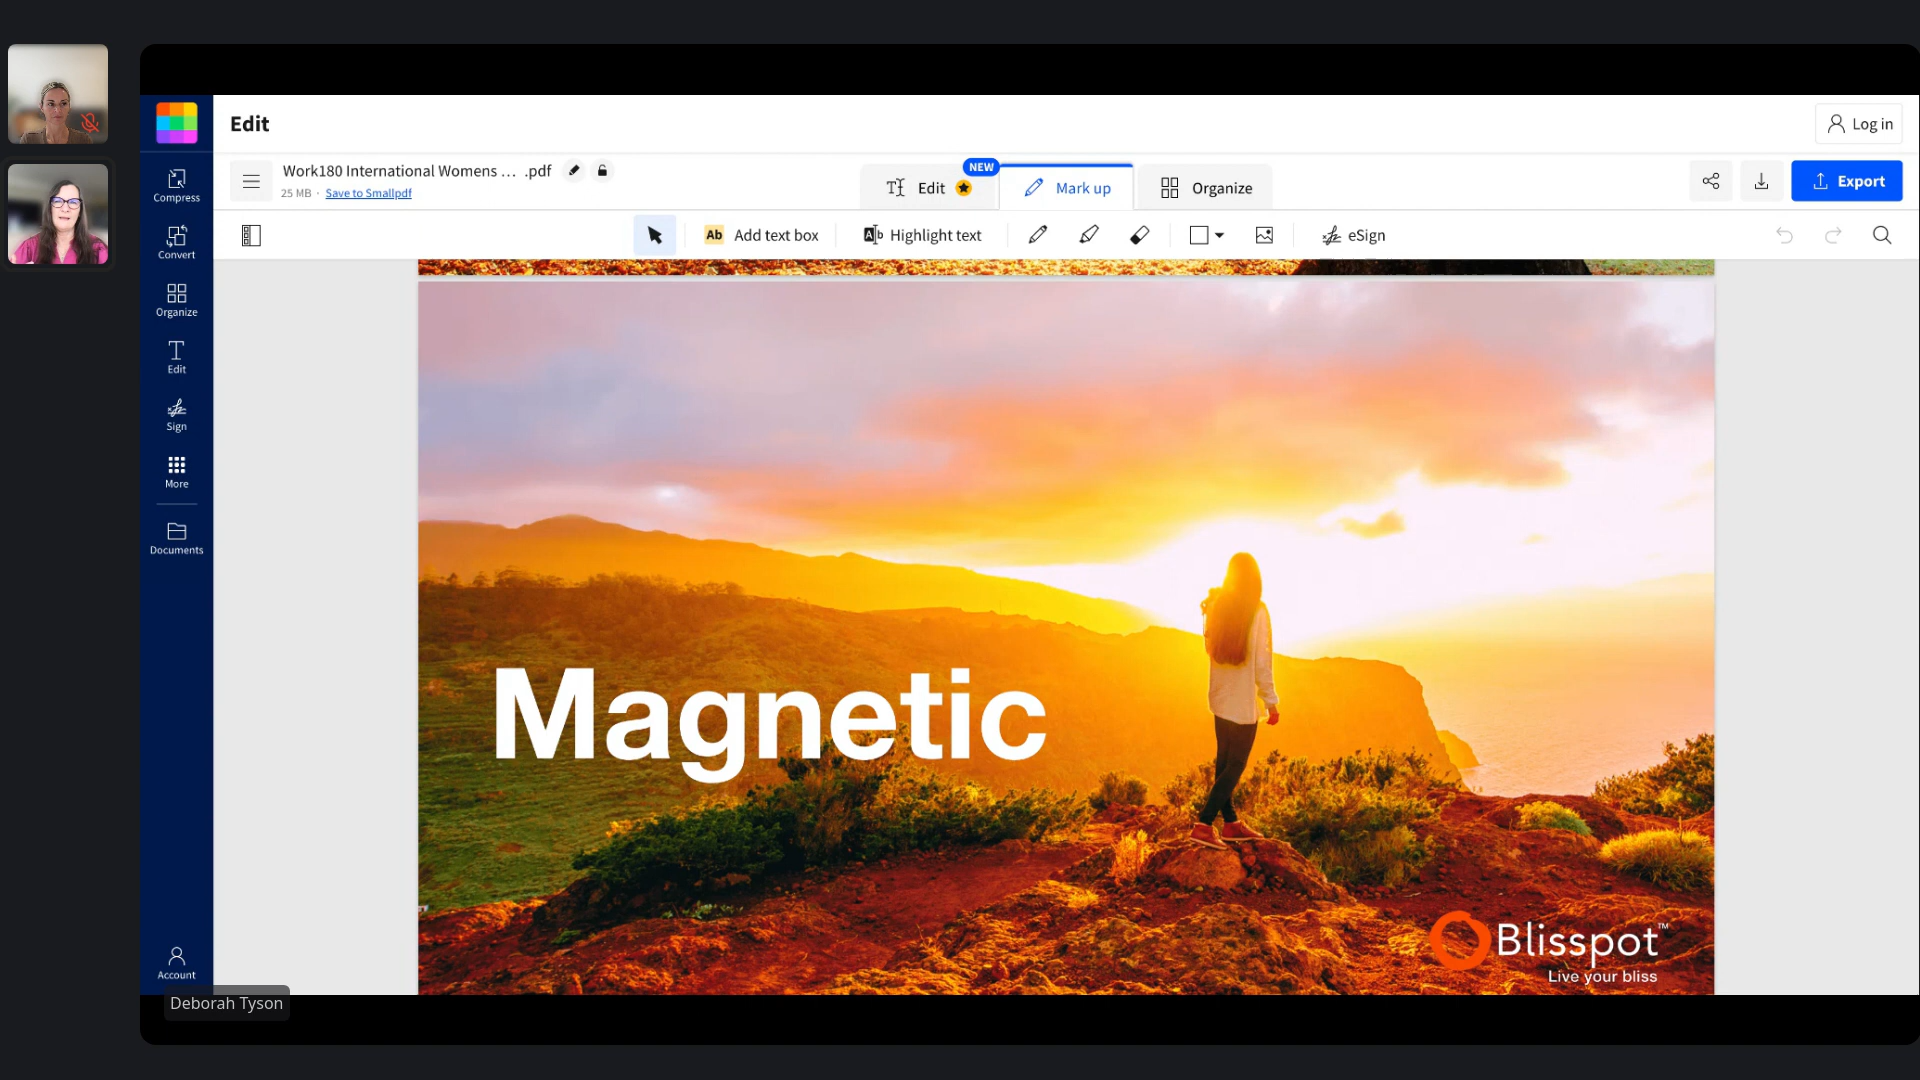 Edit
Log in
Work180 International Womens ... .pdf
25 MB · Save to Smallpdf
Edit
NEW
Mark up
Organize
Export
Ab Add text box
Highlight text
eSign
Compress
Convert
Organize
Edit
Sign
More
Documents
Account
Magnetic
Blisspot™
Live your bliss
Deborah Tyson